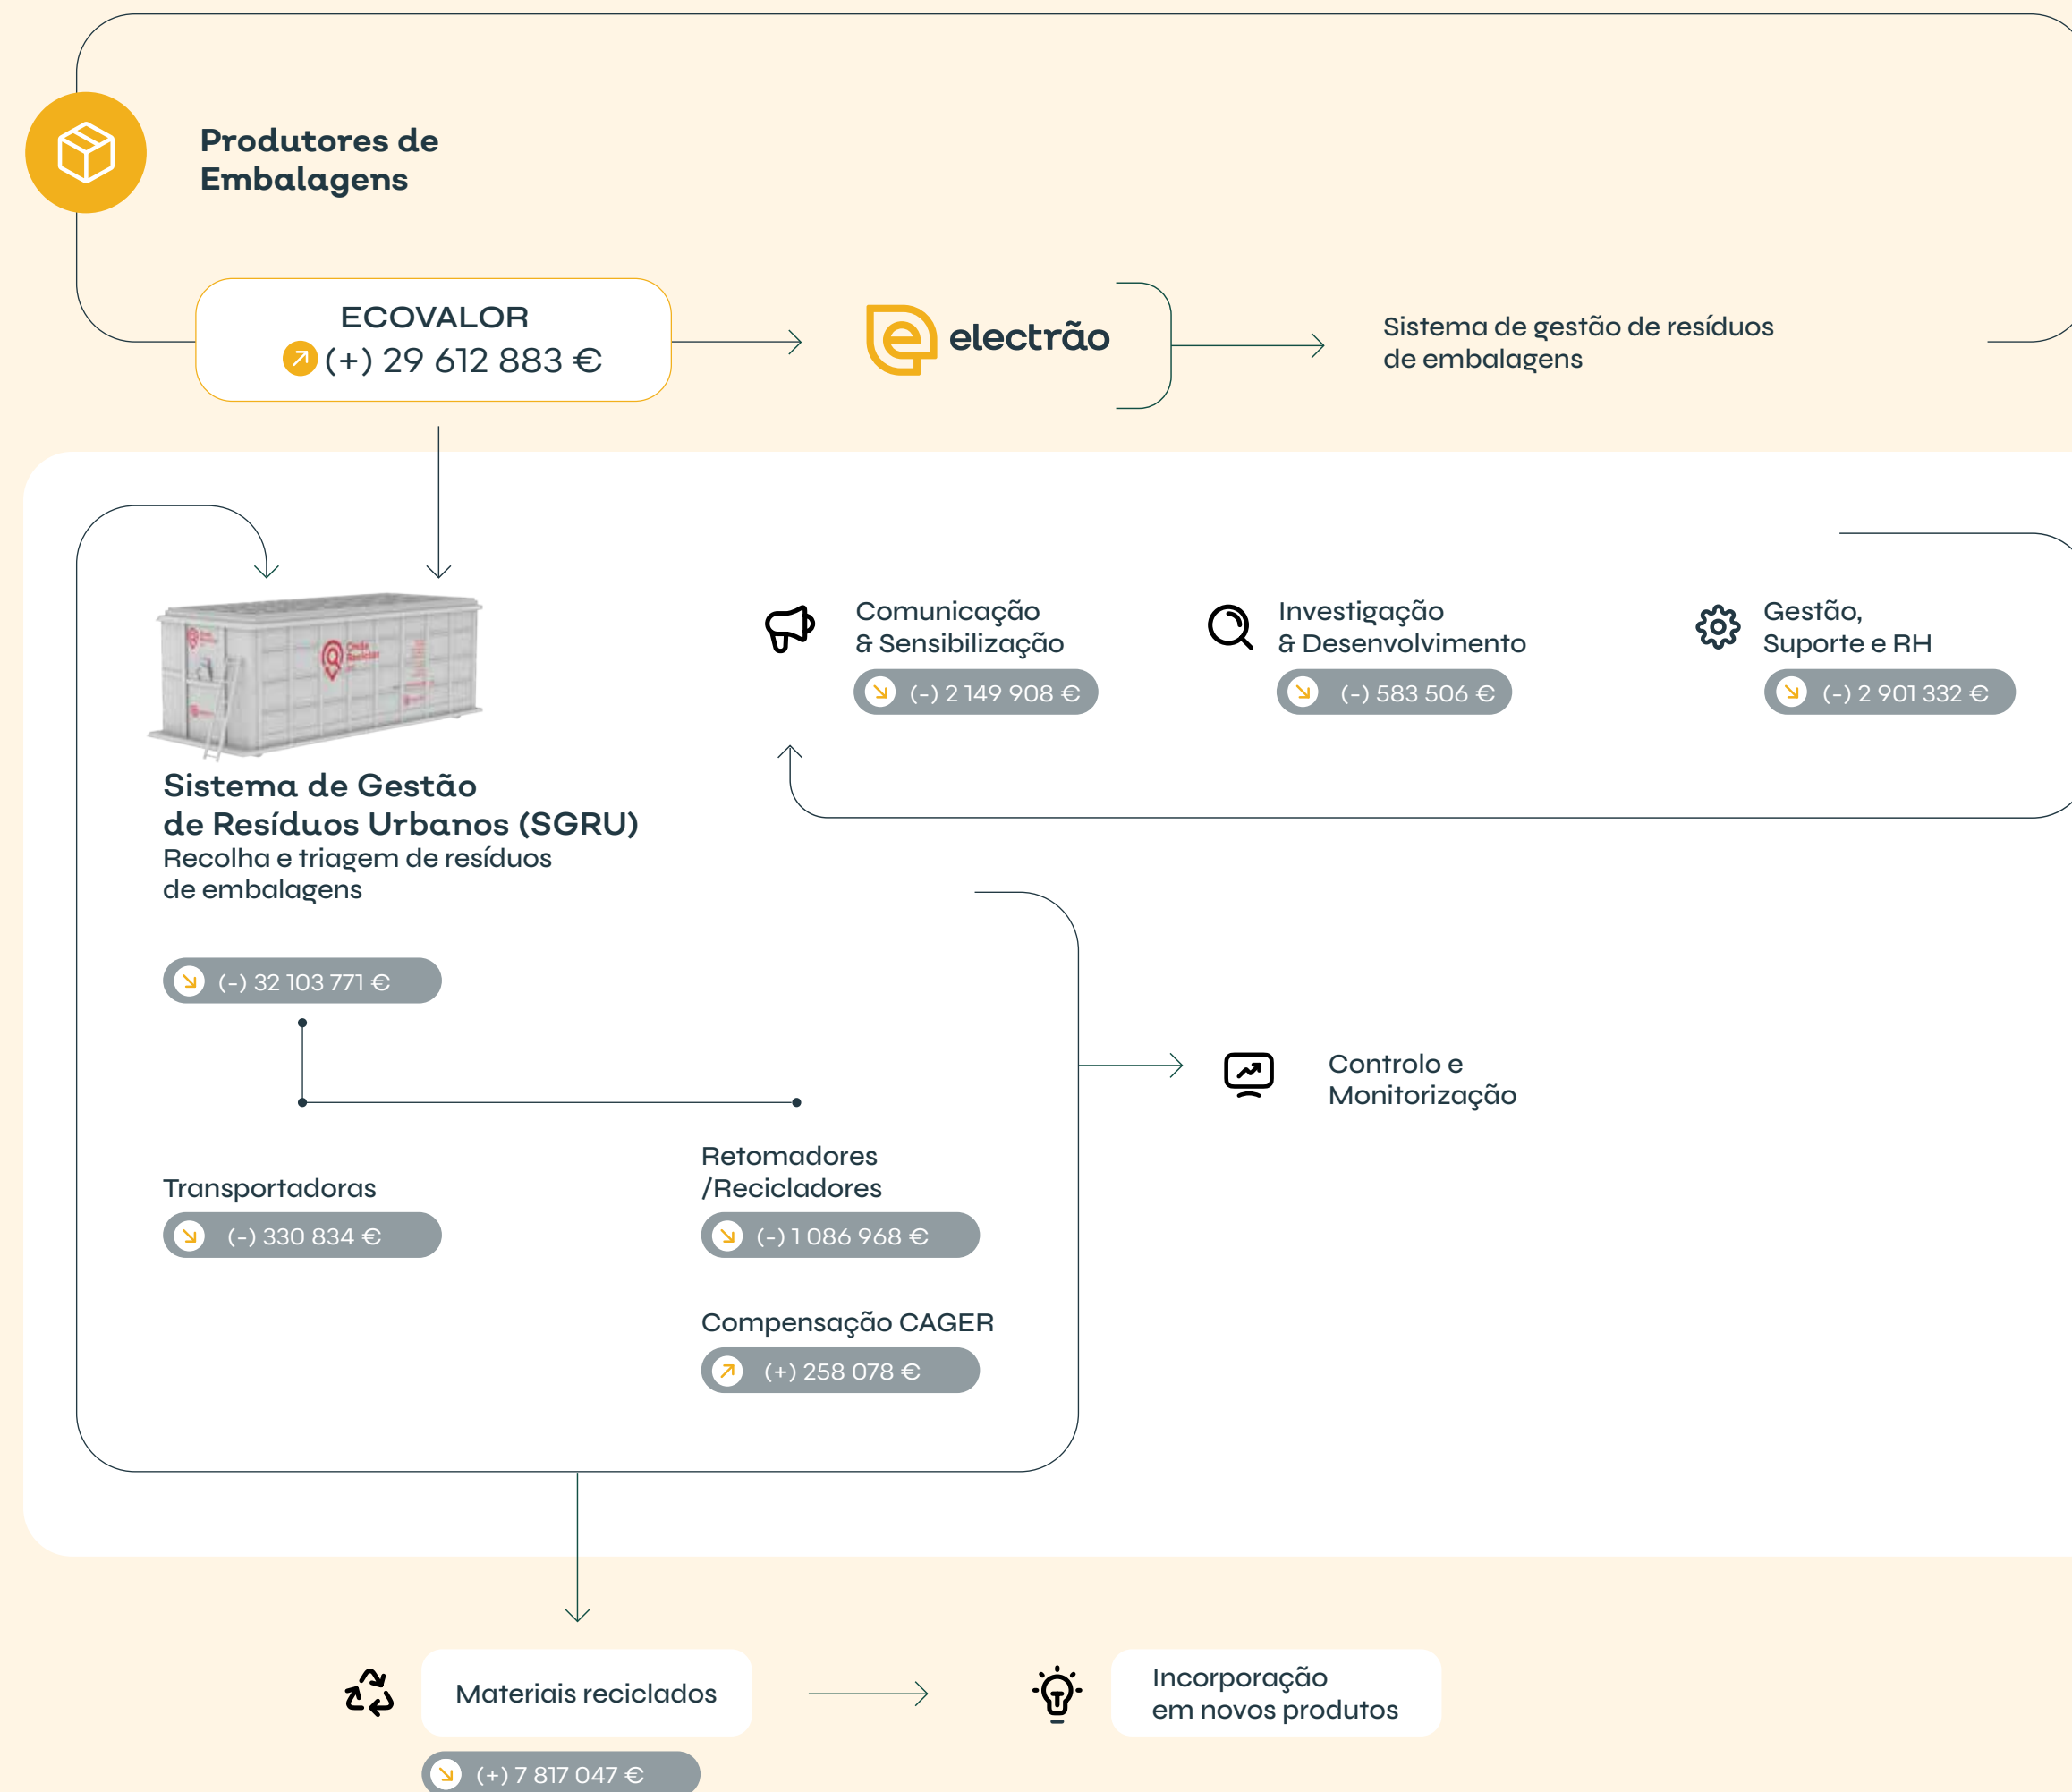 Produtores de
Embalagens
ECOVALOR
(+) 29 612 883 €
electrão
Sistema de gestão de resíduos
de embalagens
Comunicação
& Sensibilização
(-) 2 149 908 €
Investigação
& Desenvolvimento
(-) 583 506 €
Gestão,
Suporte e RH
(-) 2 901 332 €
Onde
Reciclar
Sistema de Gestão
de Resíduos Urbanos (SGRU)
Recolha e triagem de resíduos
de embalagens
(-) 32 103 771 €
Controlo e
Monitorização
Transportadoras
(-) 330 834 €
Retomadores
/Recicladores
(-) 1 086 968 €
Compensação CAGER
(+) 258 078 €
Materiais reciclados
(+) 7 817 047 €
Incorporação
em novos produtos